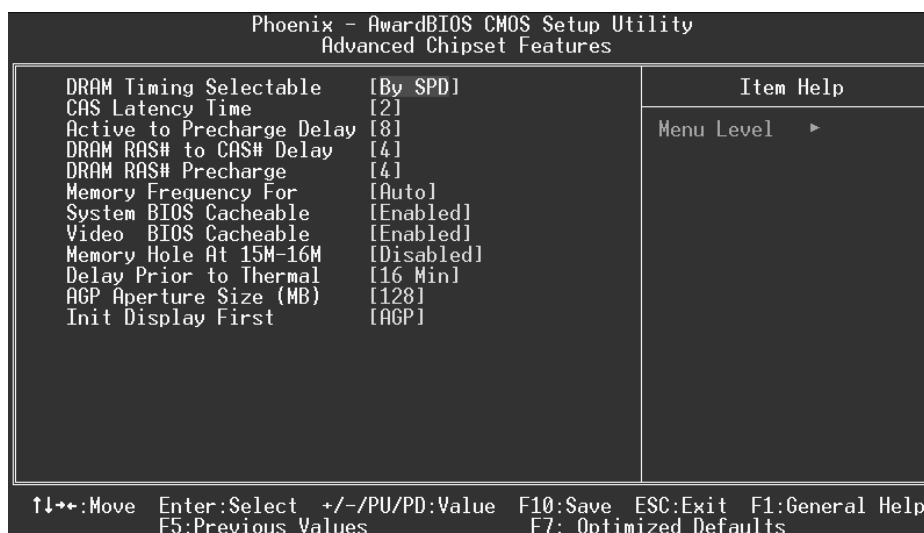 Phoenix - AwardBIOS CMOS Setup Utility
Advanced Chipset Features
DRAM Timing Selectable [By SPD]
CAS Latency Time [2]
Active to Precharge Delay [8]
DRAM RAS# to CAS# Delay [4]
DRAM RAS# Precharge [4]
Memory Frequency For [Auto]
System BIOS Cacheable [Enabled]
Video BIOS Cacheable [Enabled]
Memory Hole At 15M-16M [Disabled]
Delay Prior to Thermal [16 Min]
AGP Aperture Size (MB) [128]
Init Display First [AGP]
Item Help
Menu Level ►
↑↓→←:Move Enter:Select +/-/PU/PD:Value F10:Save ESC:Exit F1:General Help
F5:Previous Values F7: Optimized Defaults